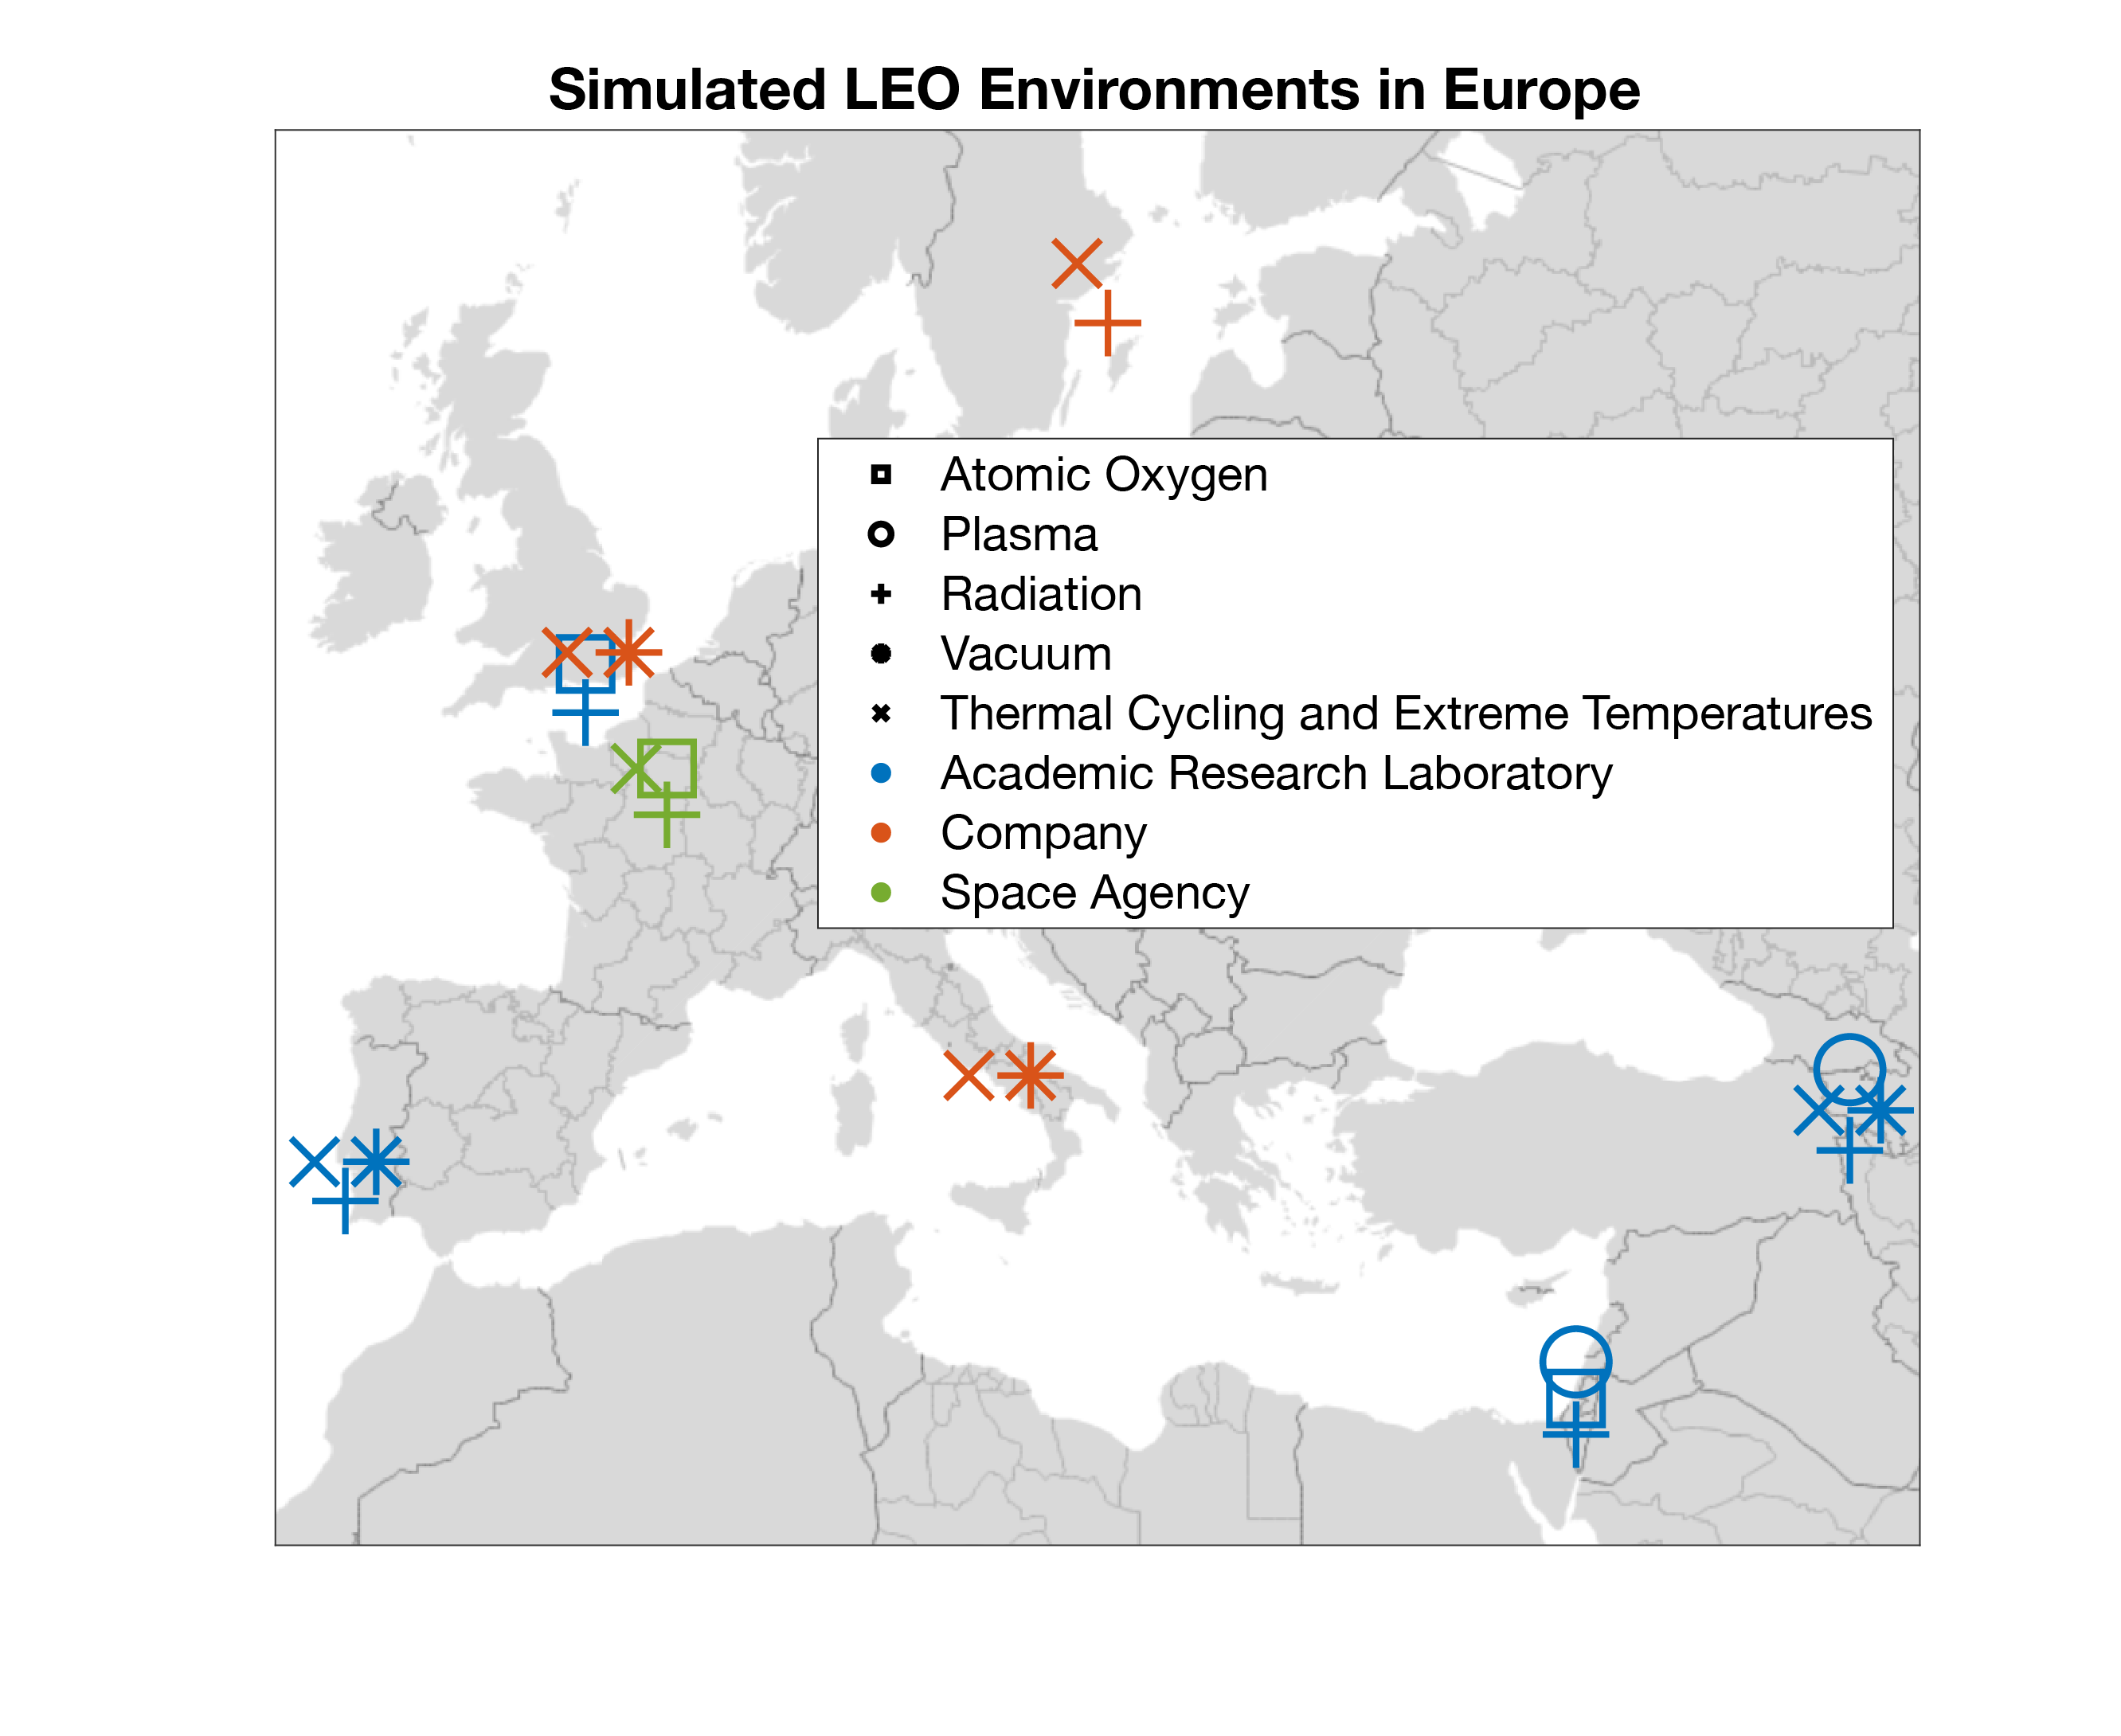 Simulated LEO Environments in Europe
Atomic Oxygen
Plasma
Radiation
Vacuum
Thermal Cycling and Extreme Temperatures
Academic Research Laboratory
Company
Space Agency